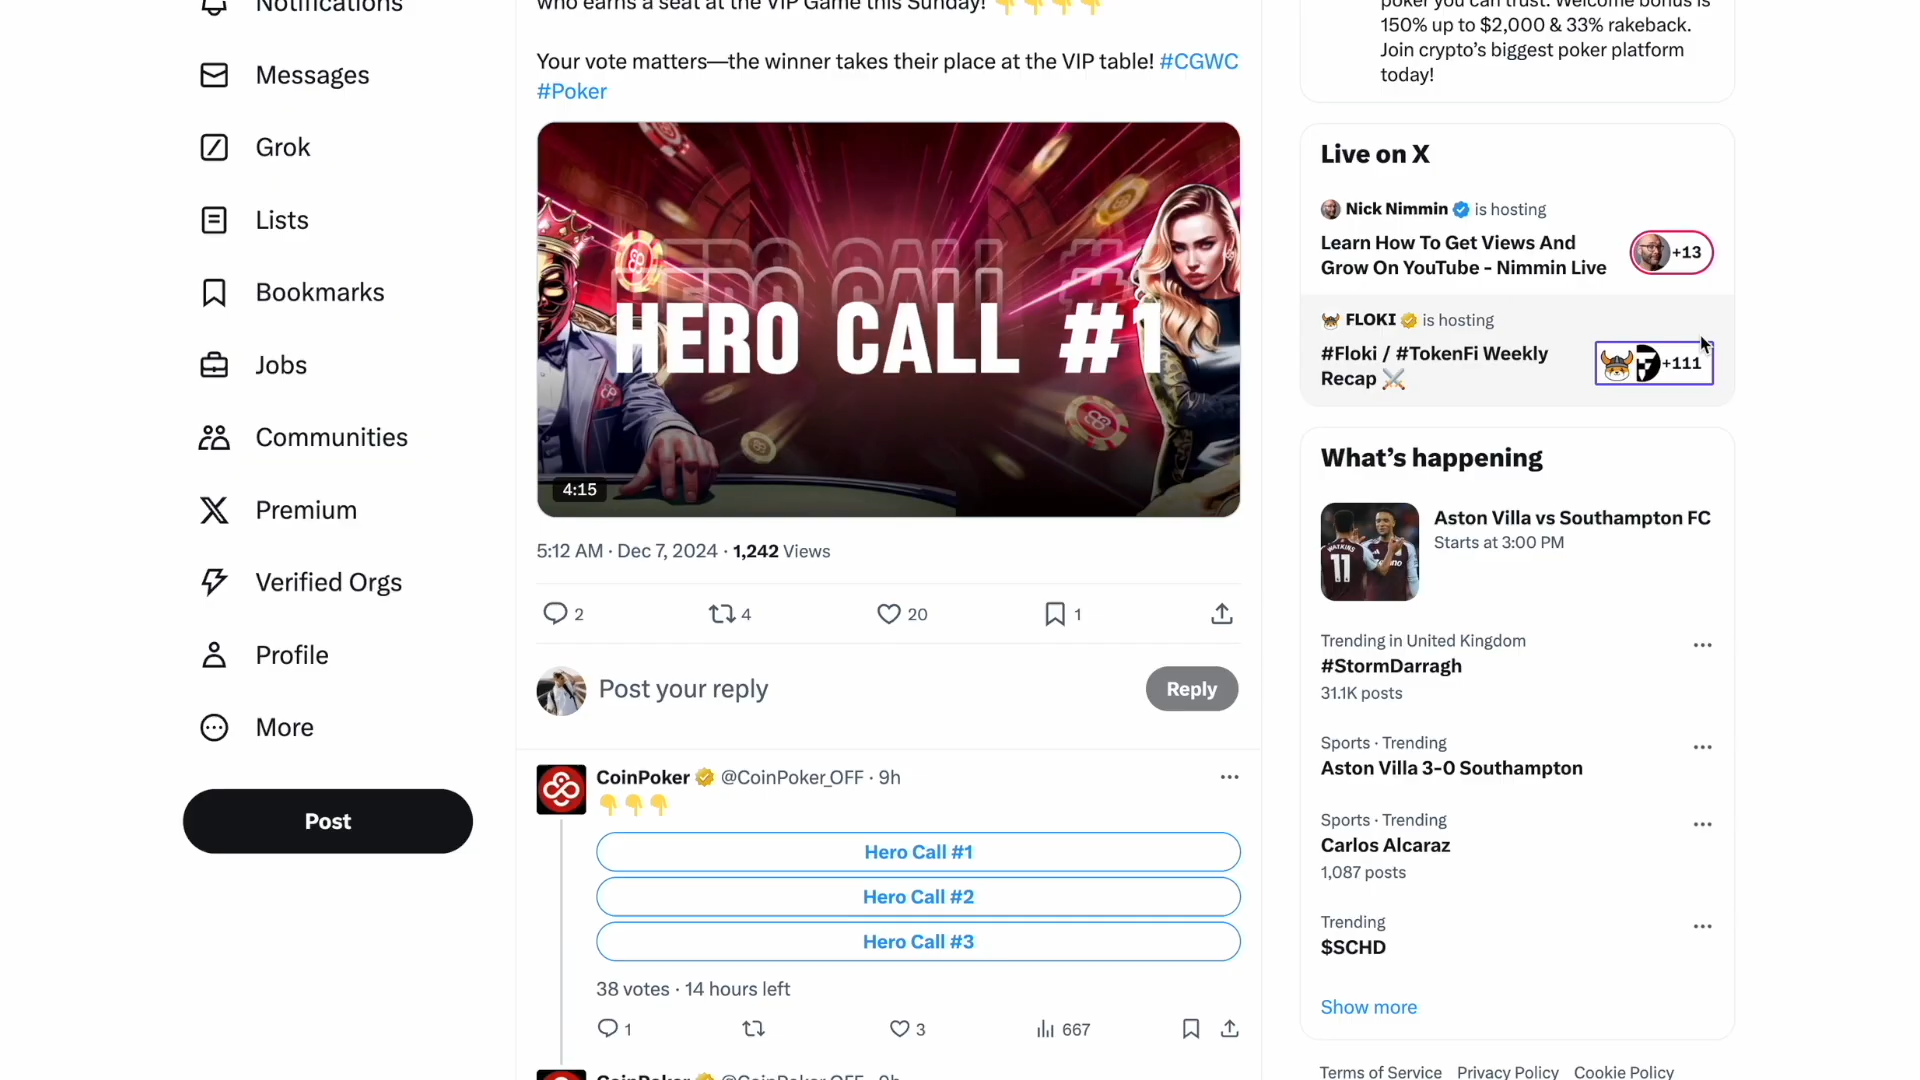 Notifications
Messages
Grok
Lists
Bookmarks
Jobs
Communities
Premium
Verified Orgs
Profile
More
Post
who earns a seat at the VIP Game this Sunday! 👇👇👇👇
Your vote matters—the winner takes their place at the VIP table! #CGWC
#Poker
HERO CALL #1
4:15
5:12 AM · Dec 7, 2024 · 1,242 Views
2 4 20 1
Post your reply
Reply
CoinPoker @CoinPoker_OFF · 9h
👇👇👇
Hero Call #1
Hero Call #2
Hero Call #3
38 votes · 14 hours left
1 3 667
CoinPoker @CoinPoker_OFF · 9h
poker you can trust. Welcome bonus is
150% up to $2,000 & 33% rakeback.
Join crypto’s biggest poker platform
today!
Live on X
Nick Nimmin is hosting
Learn How To Get Views And
Grow On YouTube - Nimmin Live
+13
FLOKI is hosting
#Floki / #TokenFi Weekly
Recap ⚔️
+111
What’s happening
WATKINS
11
Aston Villa vs Southampton FC
Starts at 3:00 PM
Trending in United Kingdom
#StormDarragh
31.1K posts
Sports · Trending
Aston Villa 3-0 Southampton
Sports · Trending
Carlos Alcaraz
1,087 posts
Trending
$SCHD
Show more
Terms of Service Privacy Policy Cookie Policy